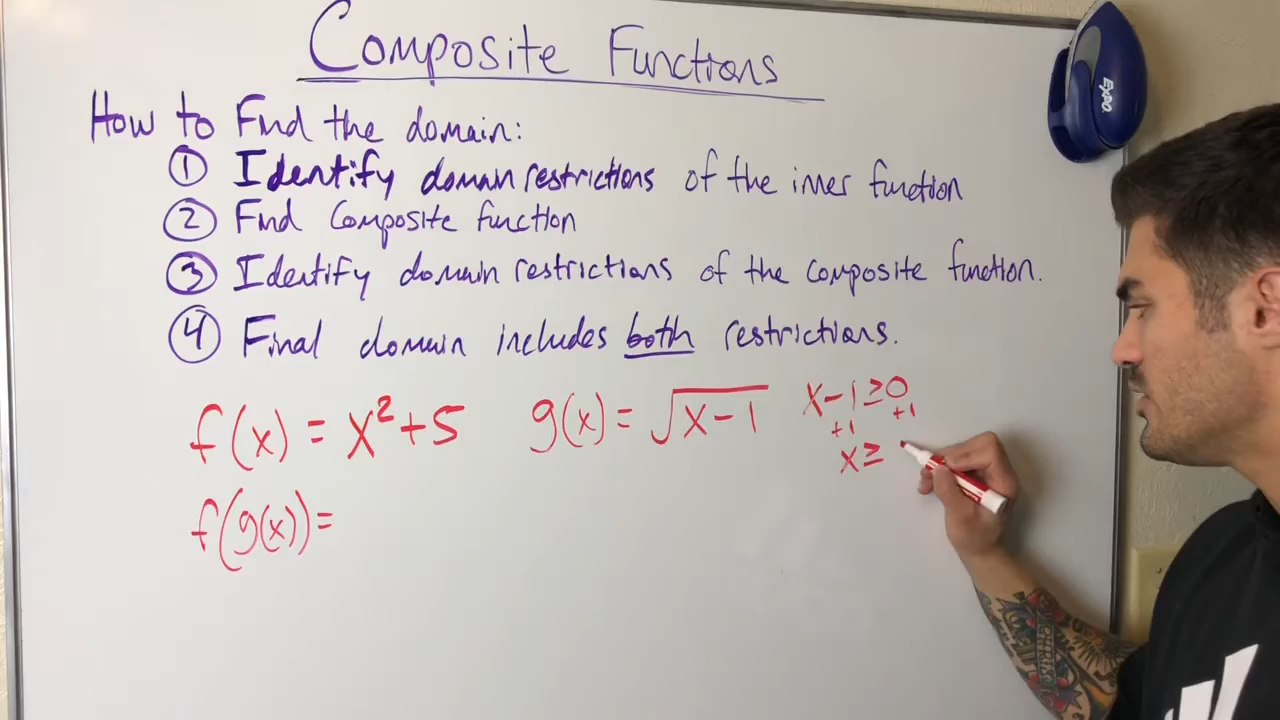 Composite Functions
How to Find the domain:
① Identify domain restrictions of the inner function
② Find Composite function
③ Identify domain restrictions of the composite function.
④ Final domain includes both restrictions.
f(x) = x²+5 g(x) = √(x-1) x-1≥0
+1 +1
x≥
f(g(x)) =
EXPO